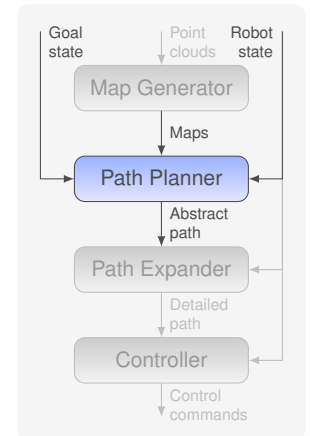 Goal
state
Point
clouds
Robot
state
Map Generator
Maps
Path Planner
Abstract
path
Path Expander
Detailed
path
Controller
Control
commands